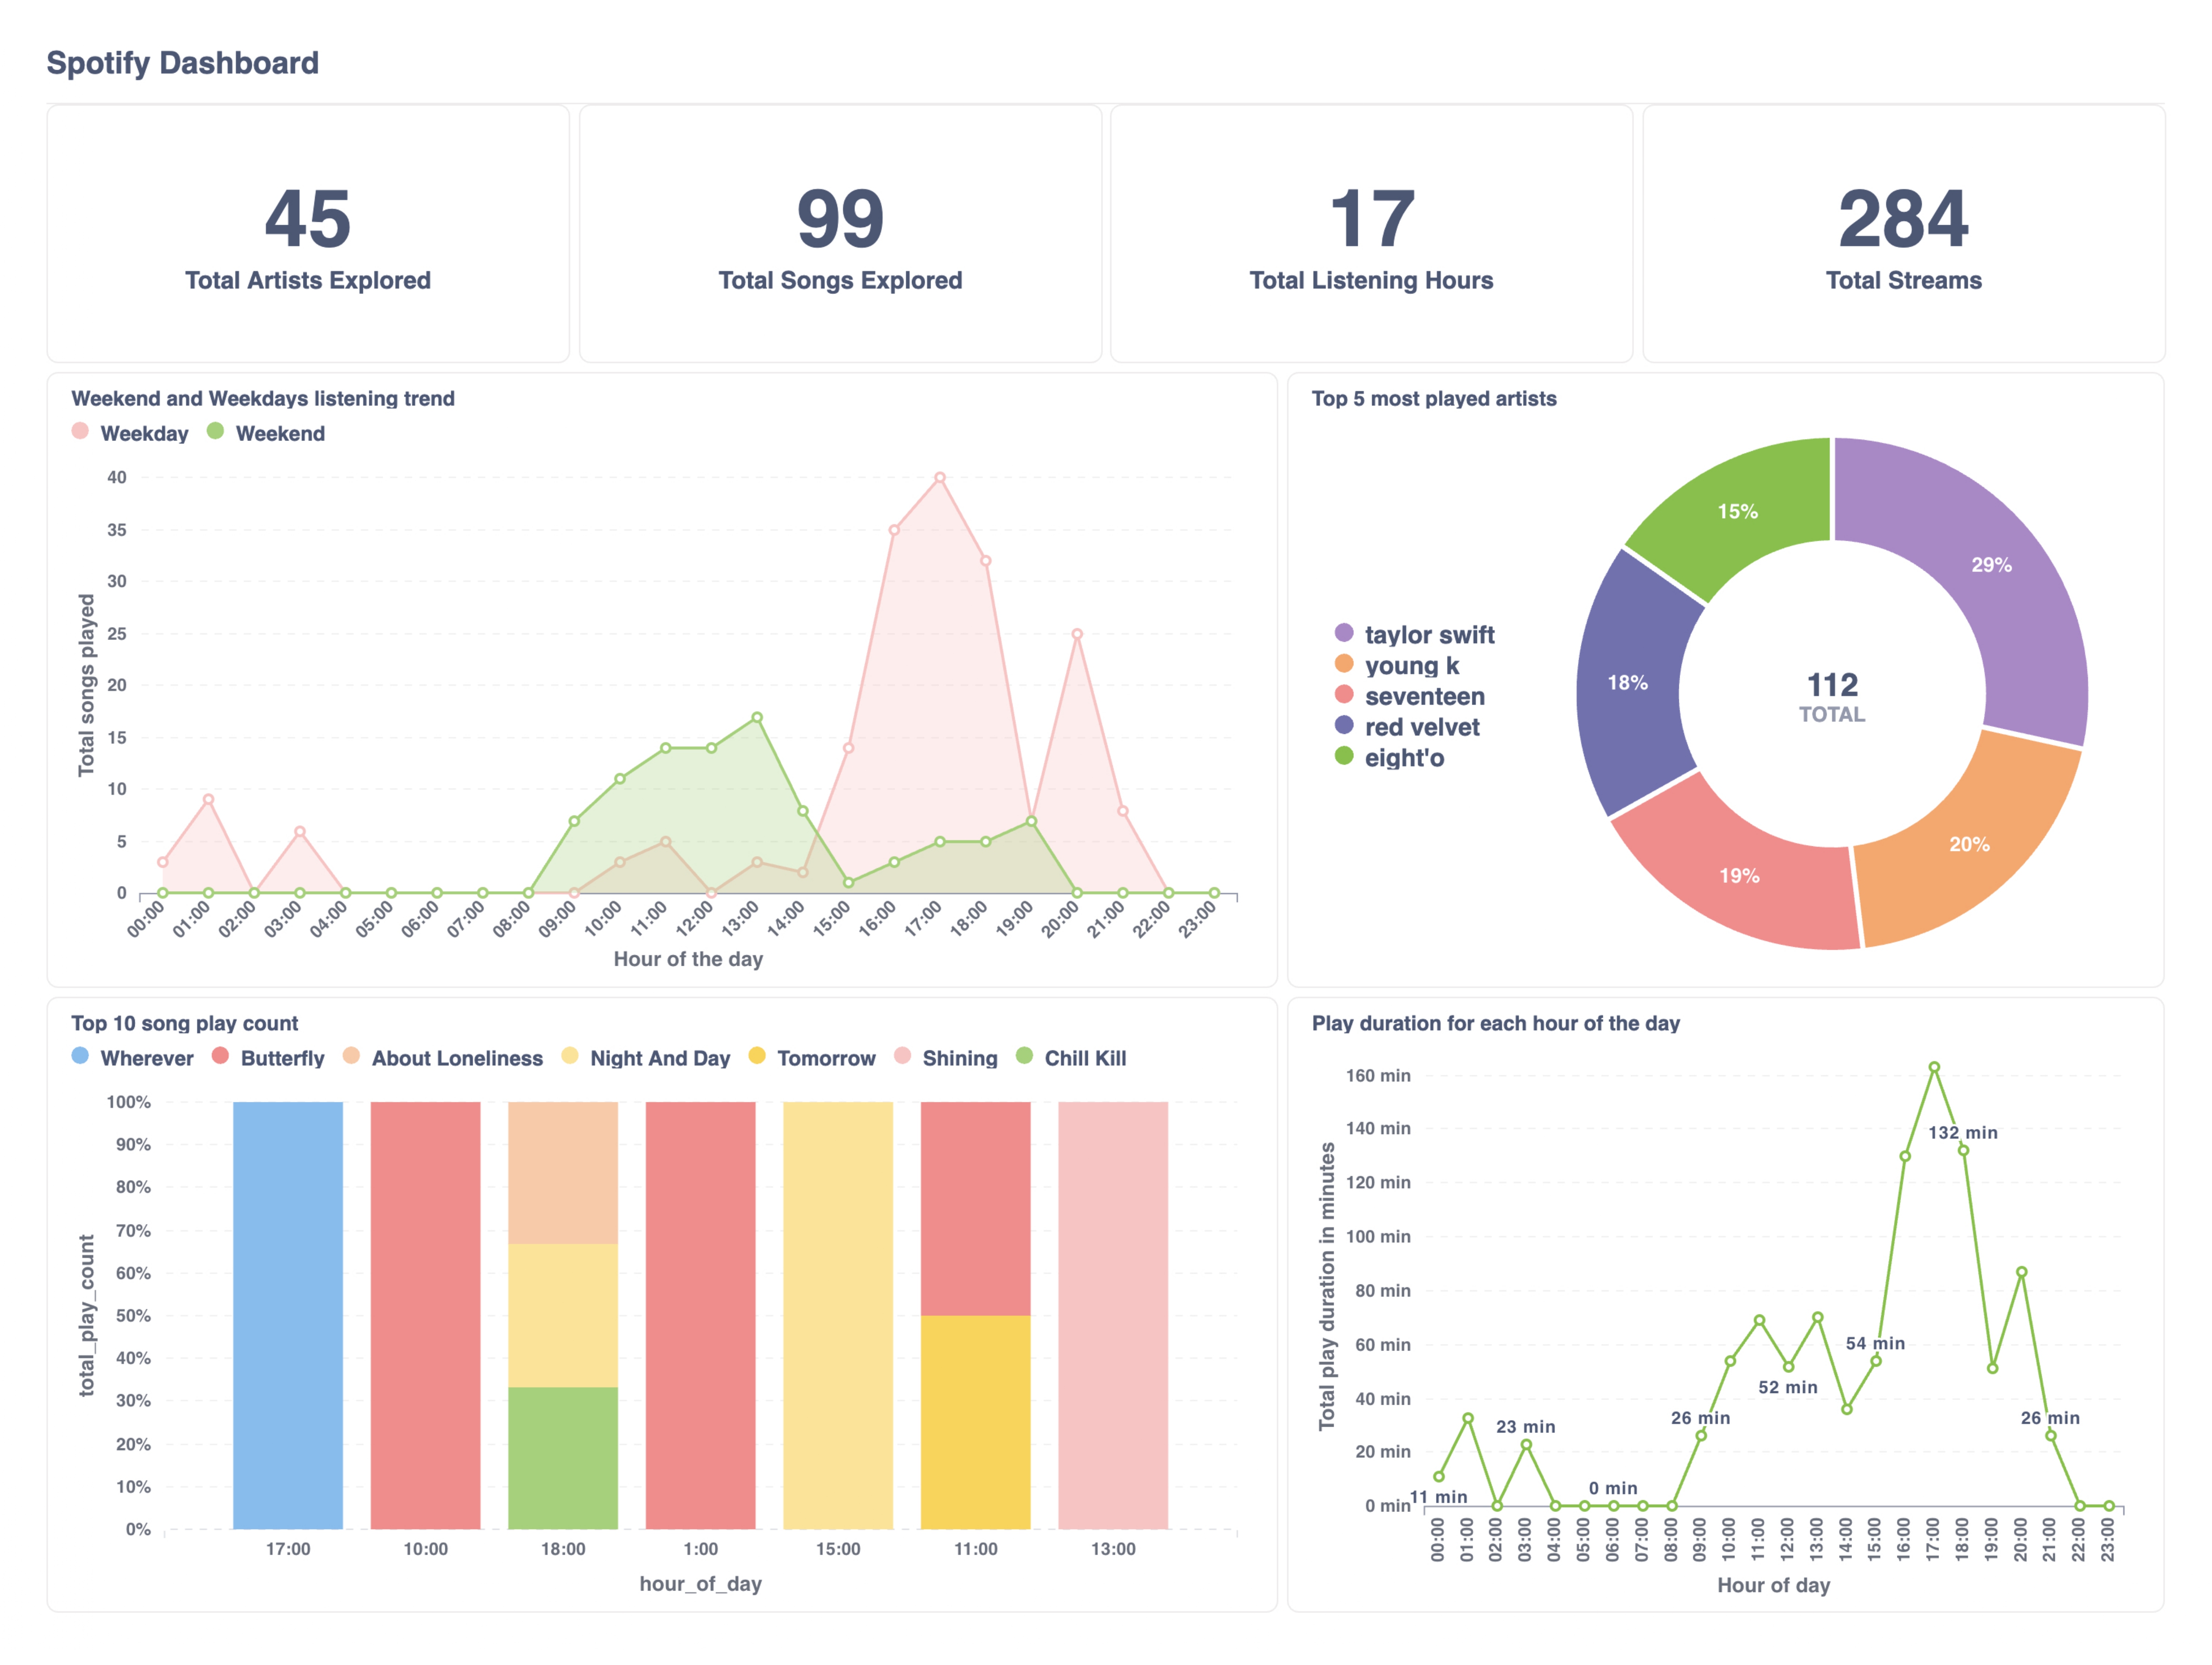 Spotify Dashboard
45
Total Artists Explored
99
Total Songs Explored
17
Total Listening Hours
284
Total Streams
Weekend and Weekdays listening trend
Weekday Weekend
40
35
30
25
20
15
10
5
0
Total songs played
00:00 01:00 02:00 03:00 04:00 05:00 06:00 07:00 08:00 09:00 10:00 11:00 12:00 13:00 14:00 15:00 16:00 17:00 18:00 19:00 20:00 21:00 22:00 23:00
Hour of the day
Top 5 most played artists
taylor swift
young k
seventeen
red velvet
eight'o
15%
29%
18%
20%
19%
112
TOTAL
Top 10 song play count
Wherever Butterfly About Loneliness Night And Day Tomorrow Shining Chill Kill
100%
90%
80%
70%
60%
50%
40%
30%
20%
10%
0%
total_play_count
17:00 10:00 18:00 1:00 15:00 11:00 13:00
hour_of_day
Play duration for each hour of the day
160 min
140 min
120 min
100 min
80 min
60 min
40 min
20 min
0 min
Total play duration in minutes
11 min
23 min
0 min
26 min
52 min
54 min
132 min
26 min
00:00 01:00 02:00 03:00 04:00 05:00 06:00 07:00 08:00 09:00 10:00 11:00 12:00 13:00 14:00 15:00 16:00 17:00 18:00 19:00 20:00 21:00 22:00 23:00
Hour of day